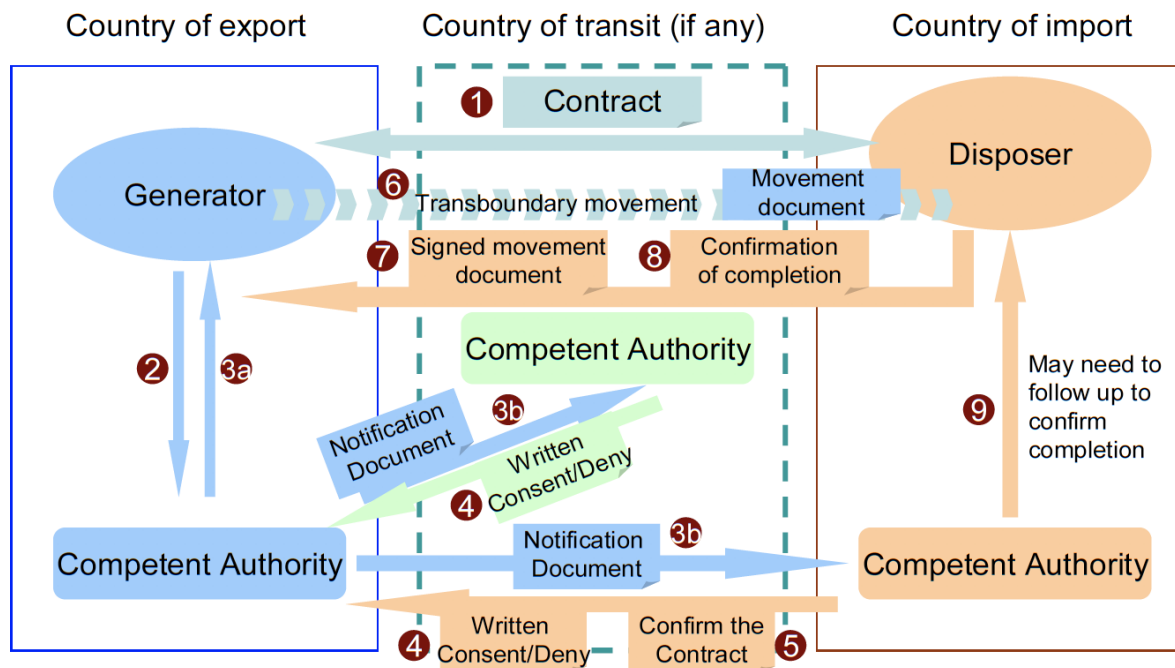 Country of export
Country of transit (if any)
Country of import
1
Contract
Generator
Disposer
6
Transboundary movement
Movement
document
7
Signed movement
document
8
Confirmation
of completion
2
3a
Competent Authority
3b
Notification
Document
4
Written
Consent/Deny
9
May need to
follow up to
confirm
completion
Competent Authority
Notification
Document
3b
Competent Authority
4
Written
Consent/Deny
Confirm the
Contract
5